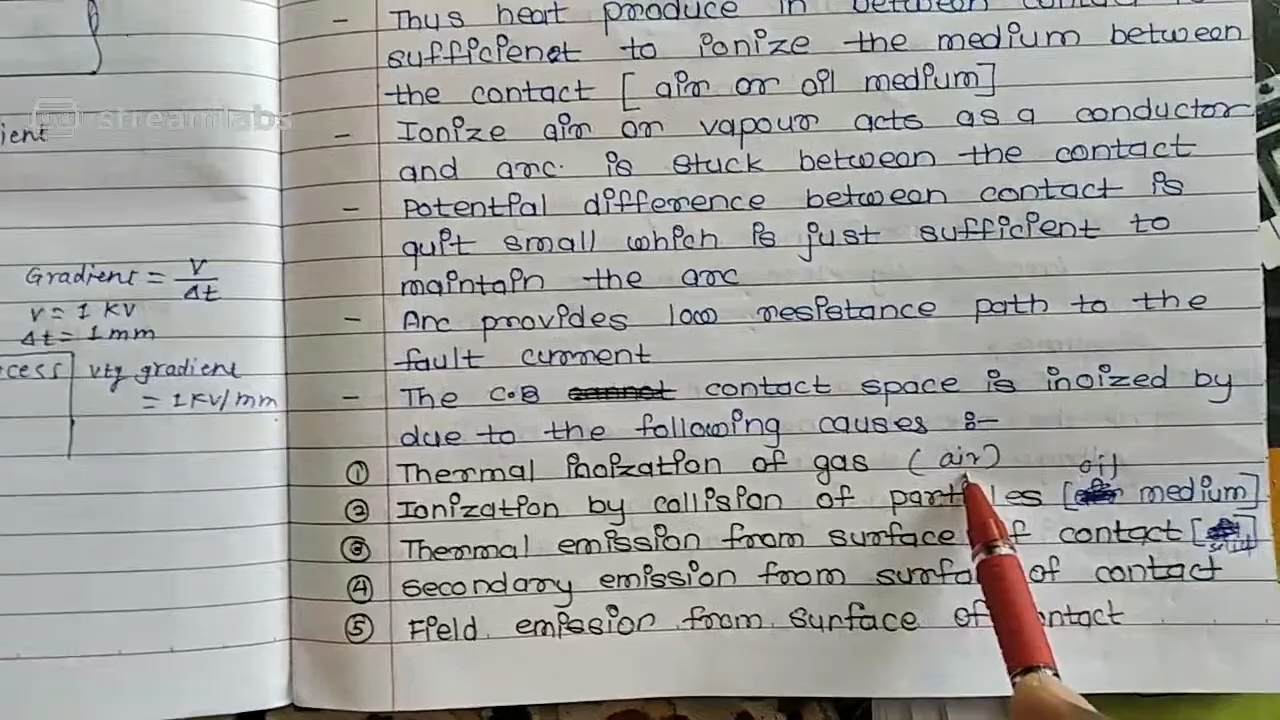 Thus heart produce in between
sufficienet to ionize the medium between
the contact [ air or oil medium]
streamlabs
ient
- Ionize air or vapour acts as a conductor
and arc. is stuck between the contact
- Potential difference between contact is
quit small which is just sufficient to
maintain the arc
Gradient = V/Δt
V = 1 KV
Δt = 1 mm
- Arc provides low resistance path to the
fault current
cess vtg gradient
= 1KV/mm
- The C.B contact space is inoized by
due to the following causes :-
① Thermal inoization of gas (air)
② Ionization by collision of particles [ oil medium]
③ Thermal emission from surface of contact [ ]
④ secondary emission from surface of contact
⑤ Field emission from surface of contact